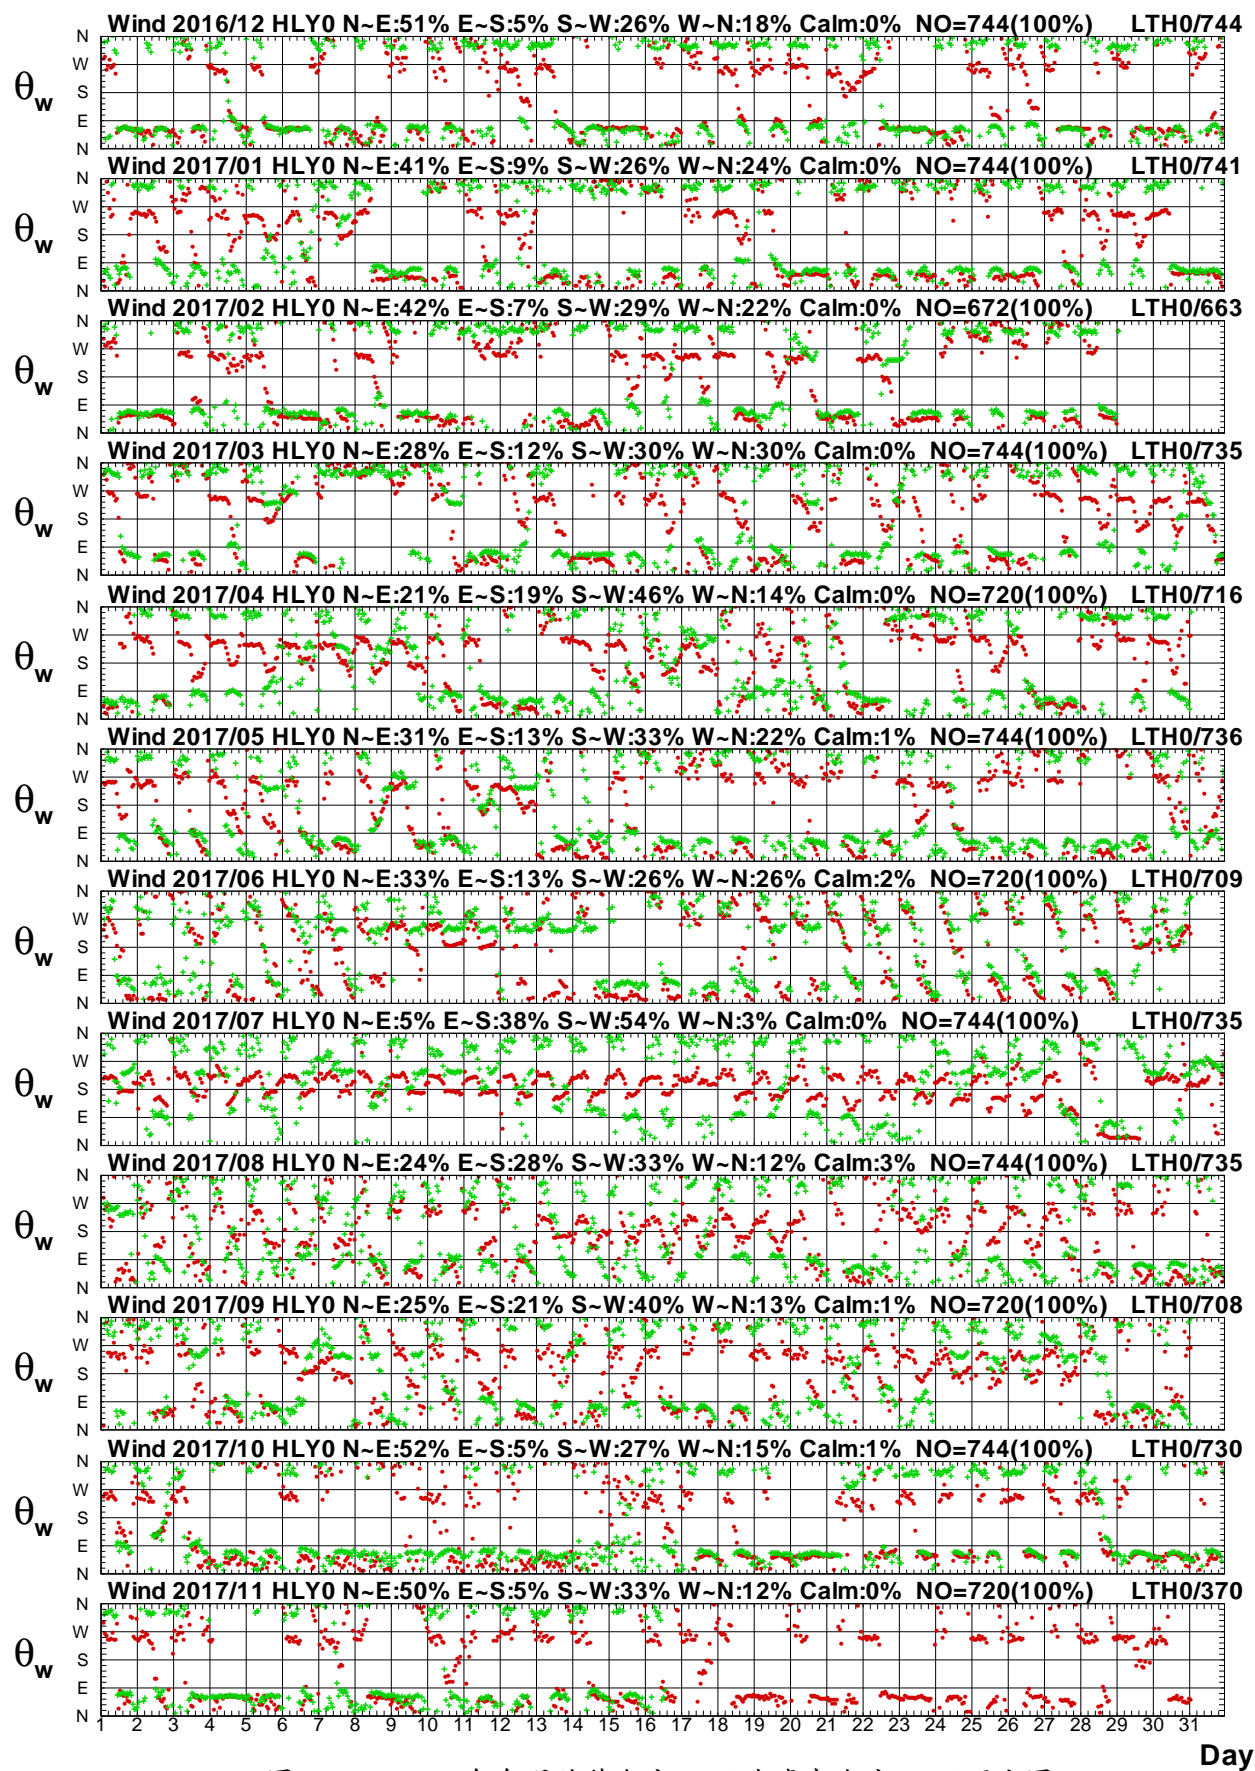 Wind 2016/12 HLY0 N~E:51% E~S:5% S~W:26% W~N:18% Calm:0% NO=744(100%) LTH0/744
N
W
θw S
E
N
Wind 2017/01 HLY0 N~E:41% E~S:9% S~W:26% W~N:24% Calm:0% NO=744(100%) LTH0/741
N
W
θw S
E
N
Wind 2017/02 HLY0 N~E:42% E~S:7% S~W:29% W~N:22% Calm:0% NO=672(100%) LTH0/663
N
W
θw S
E
N
Wind 2017/03 HLY0 N~E:28% E~S:12% S~W:30% W~N:30% Calm:0% NO=744(100%) LTH0/735
N
W
θw S
E
N
Wind 2017/04 HLY0 N~E:21% E~S:19% S~W:46% W~N:14% Calm:0% NO=720(100%) LTH0/716
N
W
θw S
E
N
Wind 2017/05 HLY0 N~E:31% E~S:13% S~W:33% W~N:22% Calm:1% NO=744(100%) LTH0/736
N
W
θw S
E
N
Wind 2017/06 HLY0 N~E:33% E~S:13% S~W:26% W~N:26% Calm:2% NO=720(100%) LTH0/709
N
W
θw S
E
N
Wind 2017/07 HLY0 N~E:5% E~S:38% S~W:54% W~N:3% Calm:0% NO=744(100%) LTH0/735
N
W
θw S
E
N
Wind 2017/08 HLY0 N~E:24% E~S:28% S~W:33% W~N:12% Calm:3% NO=744(100%) LTH0/735
N
W
θw S
E
N
Wind 2017/09 HLY0 N~E:25% E~S:21% S~W:40% W~N:13% Calm:1% NO=720(100%) LTH0/708
N
W
θw S
E
N
Wind 2017/10 HLY0 N~E:52% E~S:5% S~W:27% W~N:15% Calm:1% NO=744(100%) LTH0/730
N
W
θw S
E
N
Wind 2017/11 HLY0 N~E:50% E~S:5% S~W:33% W~N:12% Calm:0% NO=720(100%) LTH0/370
N
W
θw S
E
N
1 2 3 4 5 6 7 8 9 10 11 12 13 14 15 16 17 18 19 20 21 22 23 24 25 26 27 28 29 30 31
Day